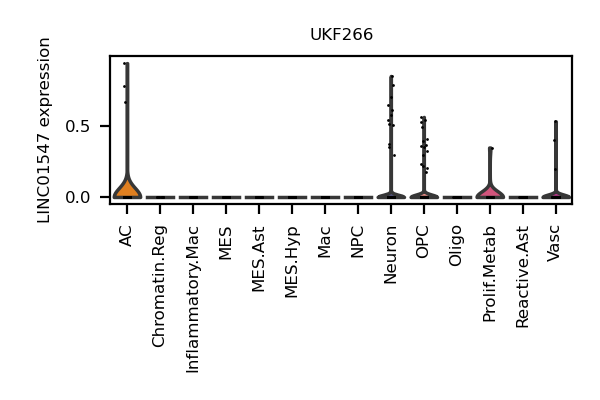 UKF266
LINC01547 expression
0.5
0.0
AC
Chromatin.Reg
Inflammatory.Mac
MES
MES.Ast
MES.Hyp
Mac
NPC
Neuron
OPC
Oligo
Prolif.Metab
Reactive.Ast
Vasc